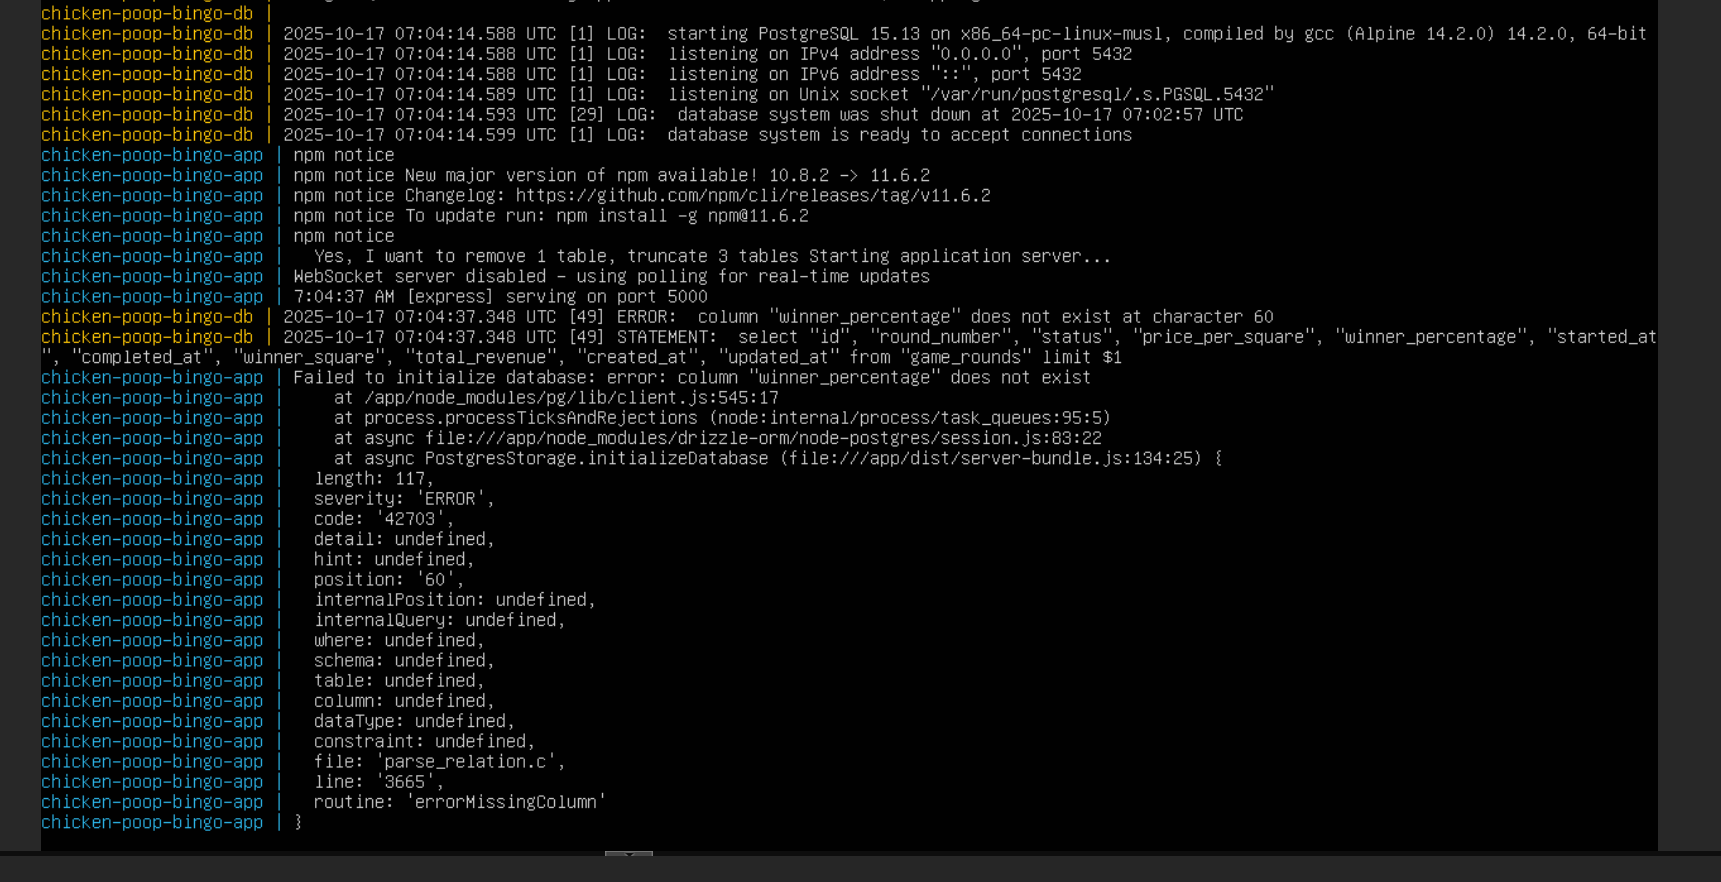 chicken-poop-bingo-db |
chicken-poop-bingo-db | 2025-10-17 07:04:14.588 UTC [1] LOG:  starting PostgreSQL 15.13 on x86_64-pc-linux-musl, compiled by gcc (Alpine 14.2.0) 14.2.0, 64-bit
chicken-poop-bingo-db | 2025-10-17 07:04:14.588 UTC [1] LOG:  listening on IPv4 address "0.0.0.0", port 5432
chicken-poop-bingo-db | 2025-10-17 07:04:14.588 UTC [1] LOG:  listening on IPv6 address "::", port 5432
chicken-poop-bingo-db | 2025-10-17 07:04:14.589 UTC [1] LOG:  listening on Unix socket "/var/run/postgresql/.s.PGSQL.5432"
chicken-poop-bingo-db | 2025-10-17 07:04:14.593 UTC [29] LOG:  database system was shut down at 2025-10-17 07:02:57 UTC
chicken-poop-bingo-db | 2025-10-17 07:04:14.599 UTC [1] LOG:  database system is ready to accept connections
chicken-poop-bingo-app | npm notice
chicken-poop-bingo-app | npm notice New major version of npm available! 10.8.2 -> 11.6.2
chicken-poop-bingo-app | npm notice Changelog: https://github.com/npm/cli/releases/tag/v11.6.2
chicken-poop-bingo-app | npm notice To update run: npm install -g npm@11.6.2
chicken-poop-bingo-app | npm notice
chicken-poop-bingo-app |   Yes, I want to remove 1 table, truncate 3 tables Starting application server...
chicken-poop-bingo-app | WebSocket server disabled - using polling for real-time updates
chicken-poop-bingo-app | 7:04:37 AM [express] serving on port 5000
chicken-poop-bingo-db | 2025-10-17 07:04:37.348 UTC [49] ERROR:  column "winner_percentage" does not exist at character 60
chicken-poop-bingo-db | 2025-10-17 07:04:37.348 UTC [49] STATEMENT:  select "id", "round_number", "status", "price_per_square", "winner_percentage", "started_at
", "completed_at", "winner_square", "total_revenue", "created_at", "updated_at" from "game_rounds" limit $1
chicken-poop-bingo-app | Failed to initialize database: error: column "winner_percentage" does not exist
chicken-poop-bingo-app |     at /app/node_modules/pg/lib/client.js:545:17
chicken-poop-bingo-app |     at process.processTicksAndRejections (node:internal/process/task_queues:95:5)
chicken-poop-bingo-app |     at async file:///app/node_modules/drizzle-orm/node-postgres/session.js:83:22
chicken-poop-bingo-app |     at async PostgresStorage.initializeDatabase (file:///app/dist/server-bundle.js:134:25) {
chicken-poop-bingo-app |   length: 117,
chicken-poop-bingo-app |   severity: 'ERROR',
chicken-poop-bingo-app |   code: '42703',
chicken-poop-bingo-app |   detail: undefined,
chicken-poop-bingo-app |   hint: undefined,
chicken-poop-bingo-app |   position: '60',
chicken-poop-bingo-app |   internalPosition: undefined,
chicken-poop-bingo-app |   internalQuery: undefined,
chicken-poop-bingo-app |   where: undefined,
chicken-poop-bingo-app |   schema: undefined,
chicken-poop-bingo-app |   table: undefined,
chicken-poop-bingo-app |   column: undefined,
chicken-poop-bingo-app |   dataType: undefined,
chicken-poop-bingo-app |   constraint: undefined,
chicken-poop-bingo-app |   file: 'parse_relation.c',
chicken-poop-bingo-app |   line: '3665',
chicken-poop-bingo-app |   routine: 'errorMissingColumn'
chicken-poop-bingo-app | }